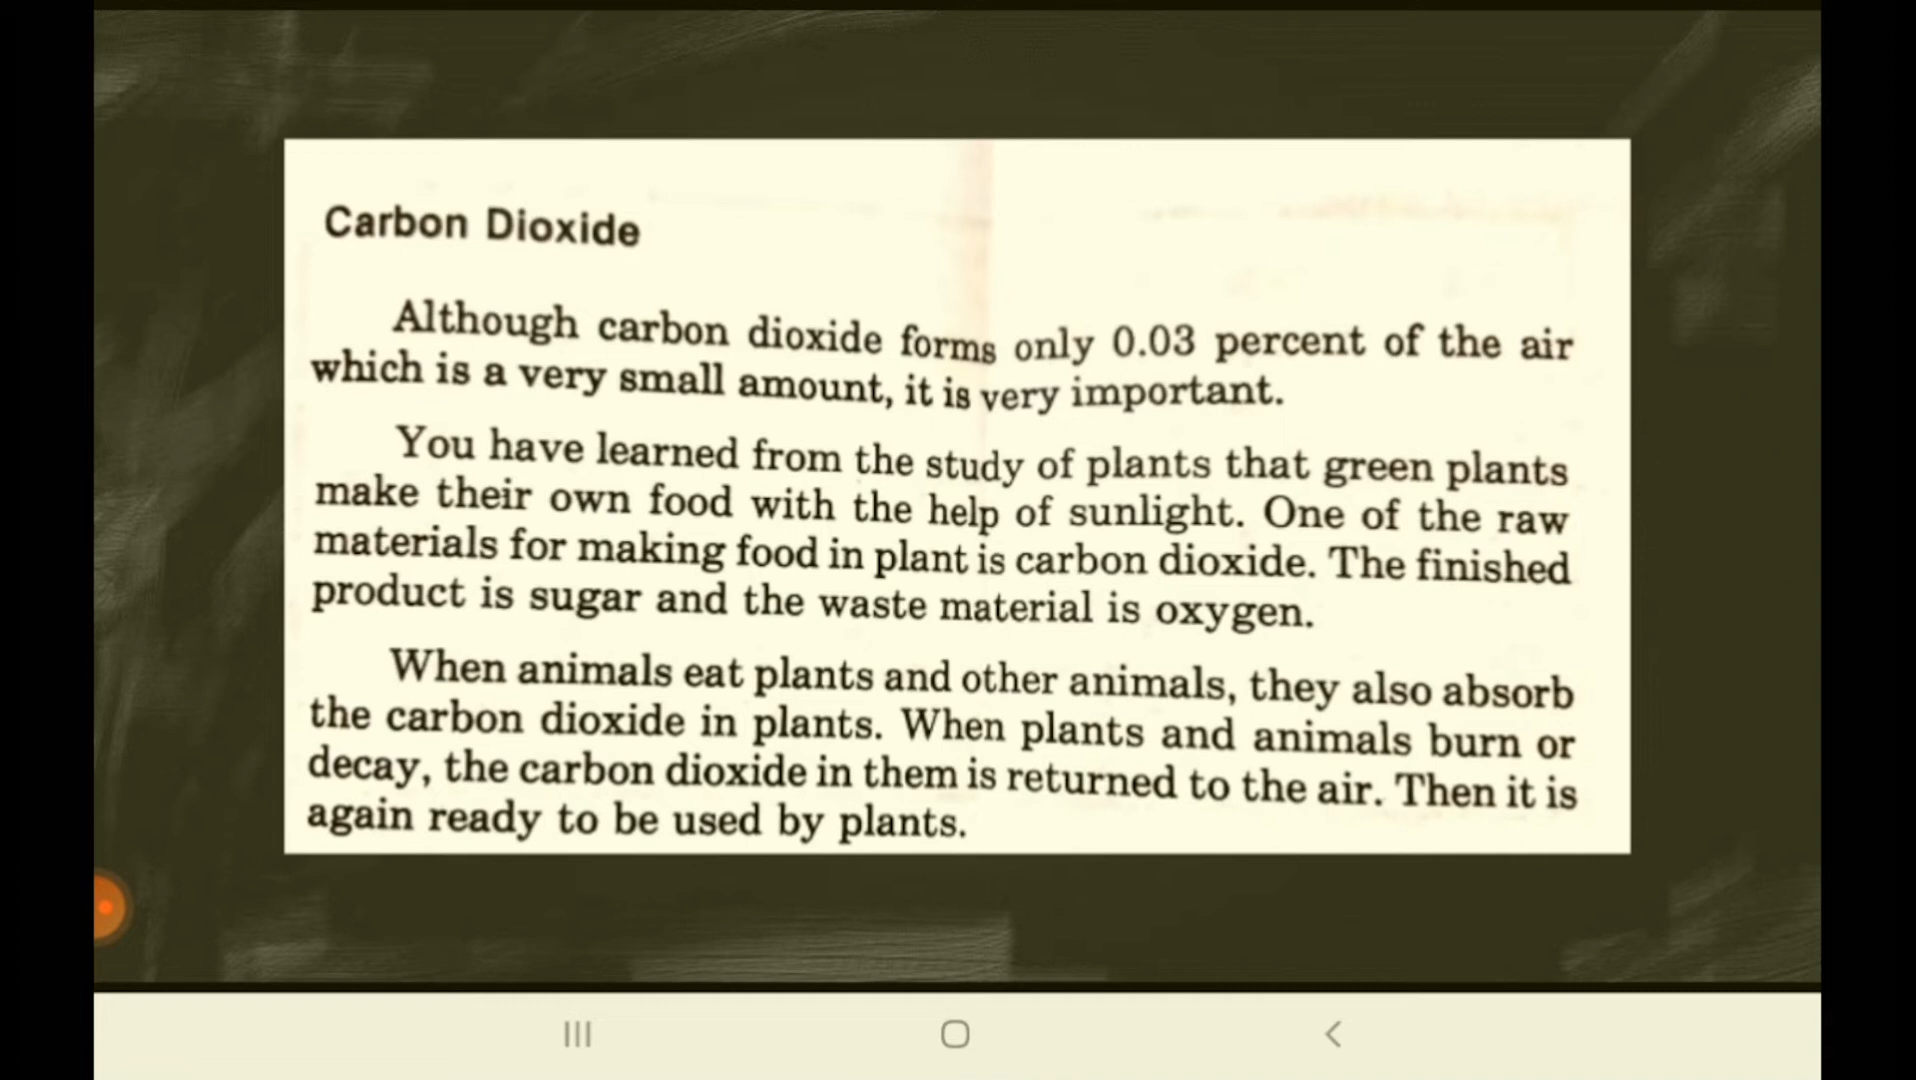 Carbon Dioxide
Although carbon dioxide forms only 0.03 percent of the air
which is a very small amount, it is very important.
You have learned from the study of plants that green plants
make their own food with the help of sunlight. One of the raw
materials for making food in plant is carbon dioxide. The finished
product is sugar and the waste material is oxygen.
When animals eat plants and other animals, they also absorb
the carbon dioxide in plants. When plants and animals burn or
decay, the carbon dioxide in them is returned to the air. Then it is
again ready to be used by plants.